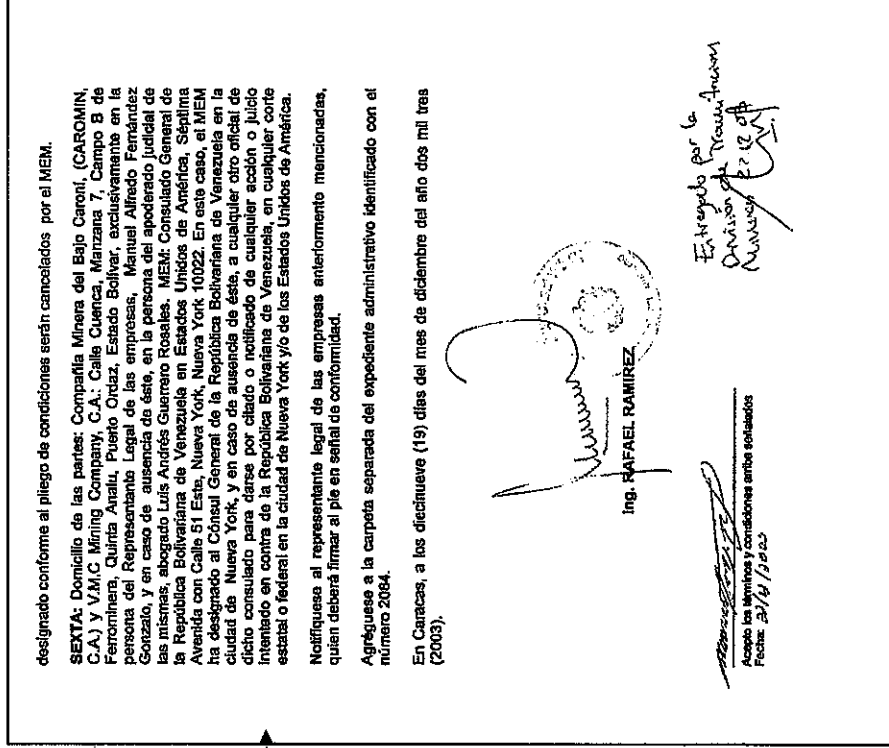 designado conforme al pliego de condiciones serán cancelados por el MEM.
SEXTA: Domicilio de las partes: Compañía Minera del Bajo Caroní, (CAROMIN,
C.A.) y V.M.C Mining Company, C.A.: Calle Cuenca, Manzana 7, Campo B de
Ferrominera, Quinta Analu, Puerto Ordaz, Estado Bolívar, exclusivamente en la
persona del Representante Legal de las empresas, Manuel Alfredo Fernández
Gonzalo, y en caso de ausencia de éste, en la persona del apoderado judicial de
las mismas, abogado Luis Andrés Guerrero Rosales. MEM: Consulado General de
la República Bolivariana de Venezuela en Estados Unidos de América, Séptima
Avenida con Calle 51 Este, Nueva York, Nueva York 10022. En este caso, el MEM
ha designado al Cónsul General de la República Bolivariana de Venezuela en la
ciudad de Nueva York, y en caso de ausencia de éste, a cualquier otro oficial de
dicho consulado para darse por citado o notificado de cualquier acción o juicio
intentado en contra de la República Bolivariana de Venezuela, en cualquier corte
estatal o federal en la ciudad de Nueva York y/o de los Estados Unidos de América.
Notifíquese al representante legal de las empresas anteriormente mencionadas,
quien deberá firmar al pie en señal de conformidad.
Agréguese a la carpeta separada del expediente administrativo identificado con el
número 2084.
En Caracas, a los diecinueve (19) días del mes de diciembre del año dos mil tres
(2003).
Ing. RAFAEL RAMIREZ
Acepto los términos y condiciones arriba señalados
Fecha:
Entregado por la
División de